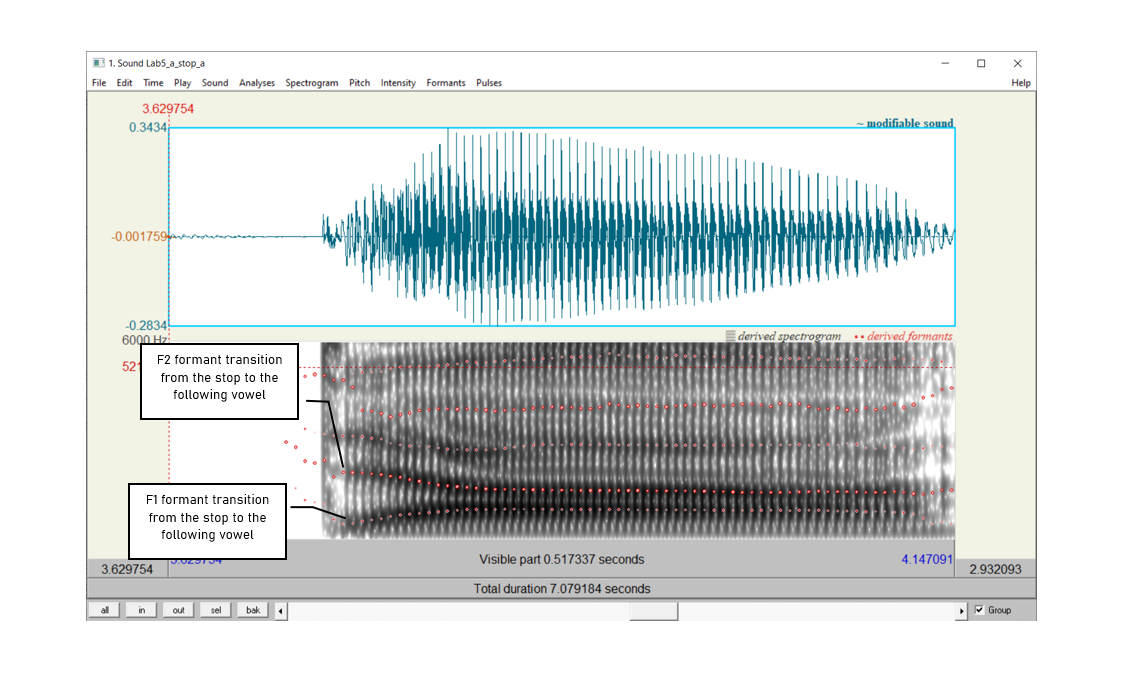 1. Sound Lab5_a_stop_a
File Edit Time Play Sound Analyses Spectrogram Pitch Intensity Formants Pulses Help
3.629754
0.3434
~ modifiable sound
-0.001759
-0.2834
6000 Hz
derived spectrogram
derived formants
521
F2 formant transition
from the stop to the
following vowel
F1 formant transition
from the stop to the
following vowel
3.629754
Visible part 0.517337 seconds
4.147091
3.629754
2.932093
Total duration 7.079184 seconds
all in out sel bak
Group